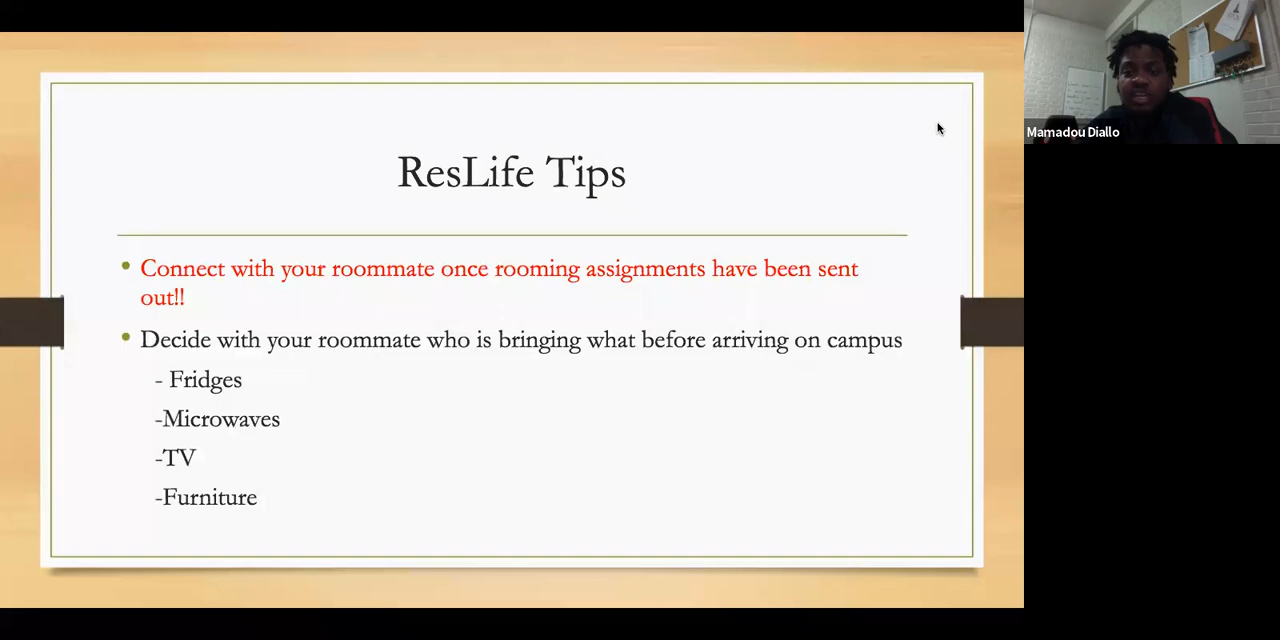 ResLife Tips
• Connect with your roommate once rooming assignments have been sent
out!!
• Decide with your roommate who is bringing what before arriving on campus
- Fridges
-Microwaves
-TV
-Furniture
Mamadou Diallo